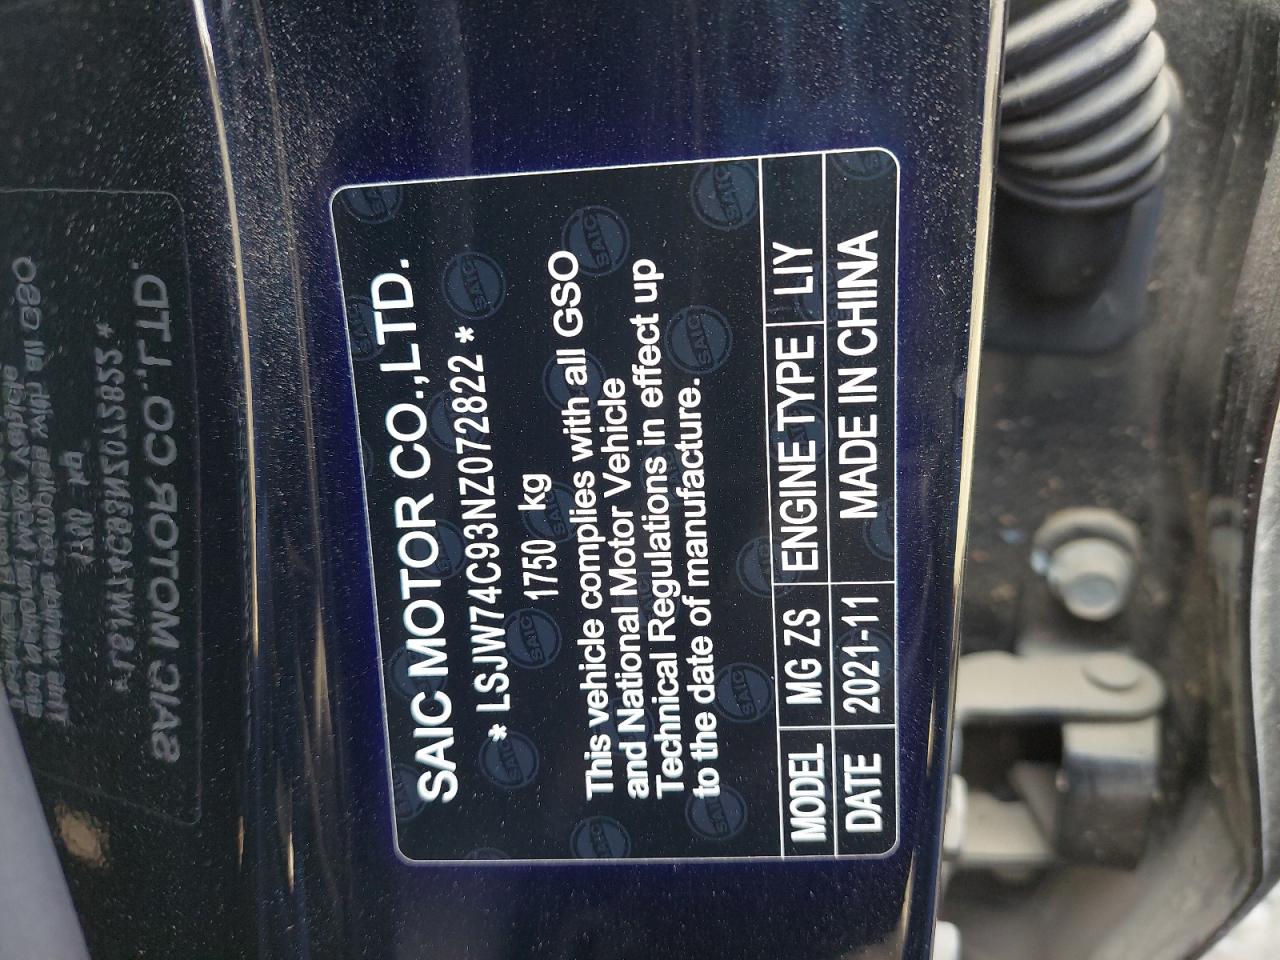 SAIC MOTOR CO.,LTD.
* LSJW74C93NZ072822 *
1750 kg
This vehicle complies with all GSO
and National Motor Vehicle
Technical Regulations in effect up
to the date of manufacture.
MODEL MG ZS ENGINE TYPE LIY
DATE 2021-11 MADE IN CHINA